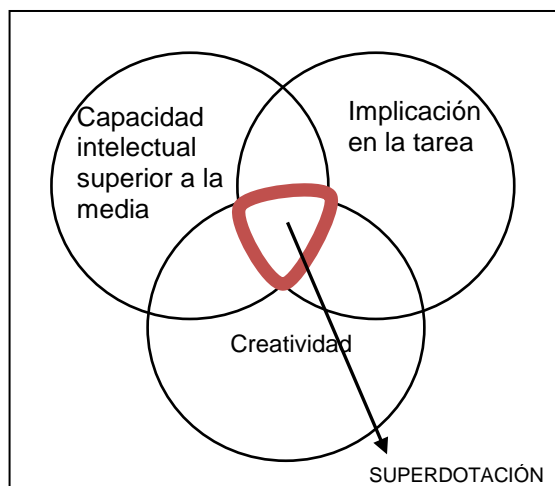 Capacidad
intelectual
superior a la
media
Implicación
en la tarea
Creatividad
SUPERDOTACIÓN